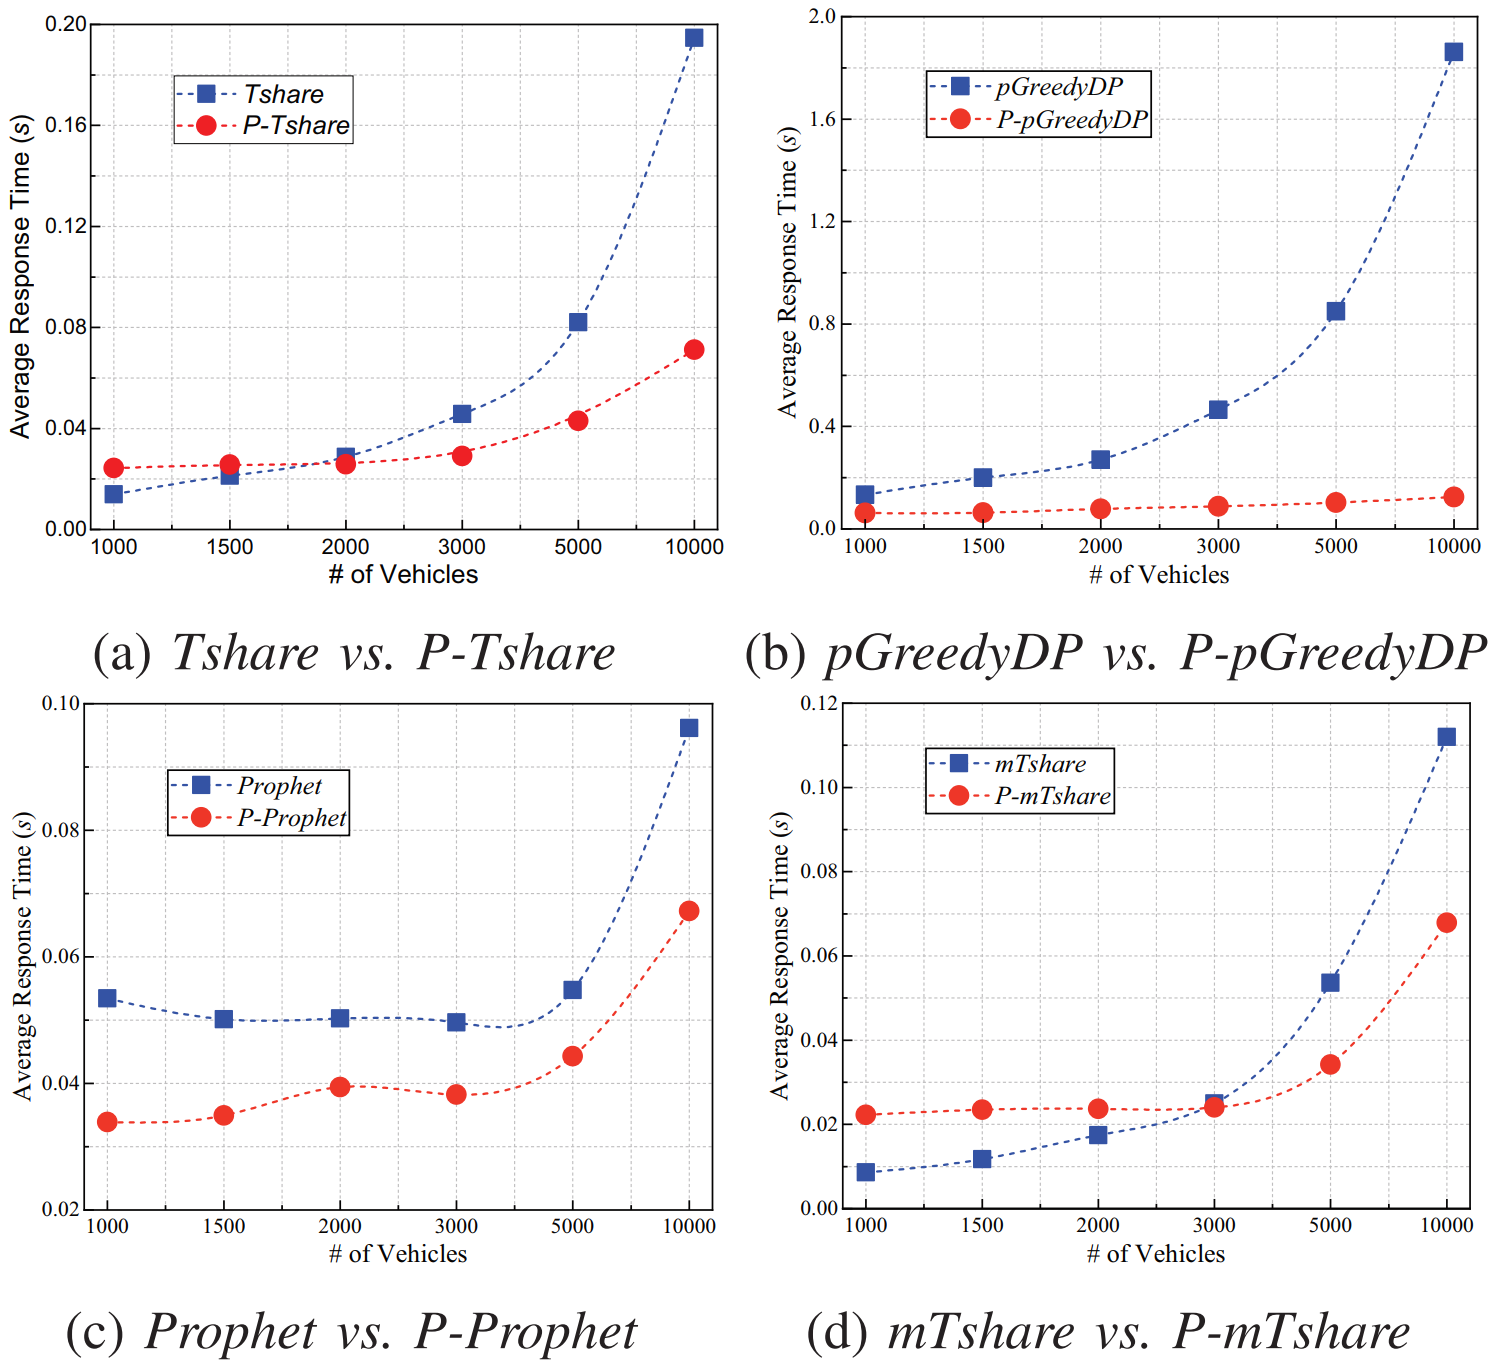 0.20
0.16
0.12
0.08
0.04
0.00
Average Response Time (s)
Tshare
P-Tshare
1000 1500 2000 3000 5000 10000
# of Vehicles
(a) Tshare vs. P-Tshare
2.0
1.6
1.2
0.8
0.4
0.0
Average Response Time (s)
pGreedyDP
P-pGreedyDP
1000 1500 2000 3000 5000 10000
# of Vehicles
(b) pGreedyDP vs. P-pGreedyDP
0.10
0.08
0.06
0.04
0.02
Average Response Time (s)
Prophet
P-Prophet
1000 1500 2000 3000 5000 10000
# of Vehicles
(c) Prophet vs. P-Prophet
0.12
0.10
0.08
0.06
0.04
0.02
0.00
Average Response Time (s)
mTshare
P-mTshare
1000 1500 2000 3000 5000 10000
# of Vehicles
(d) mTshare vs. P-mTshare